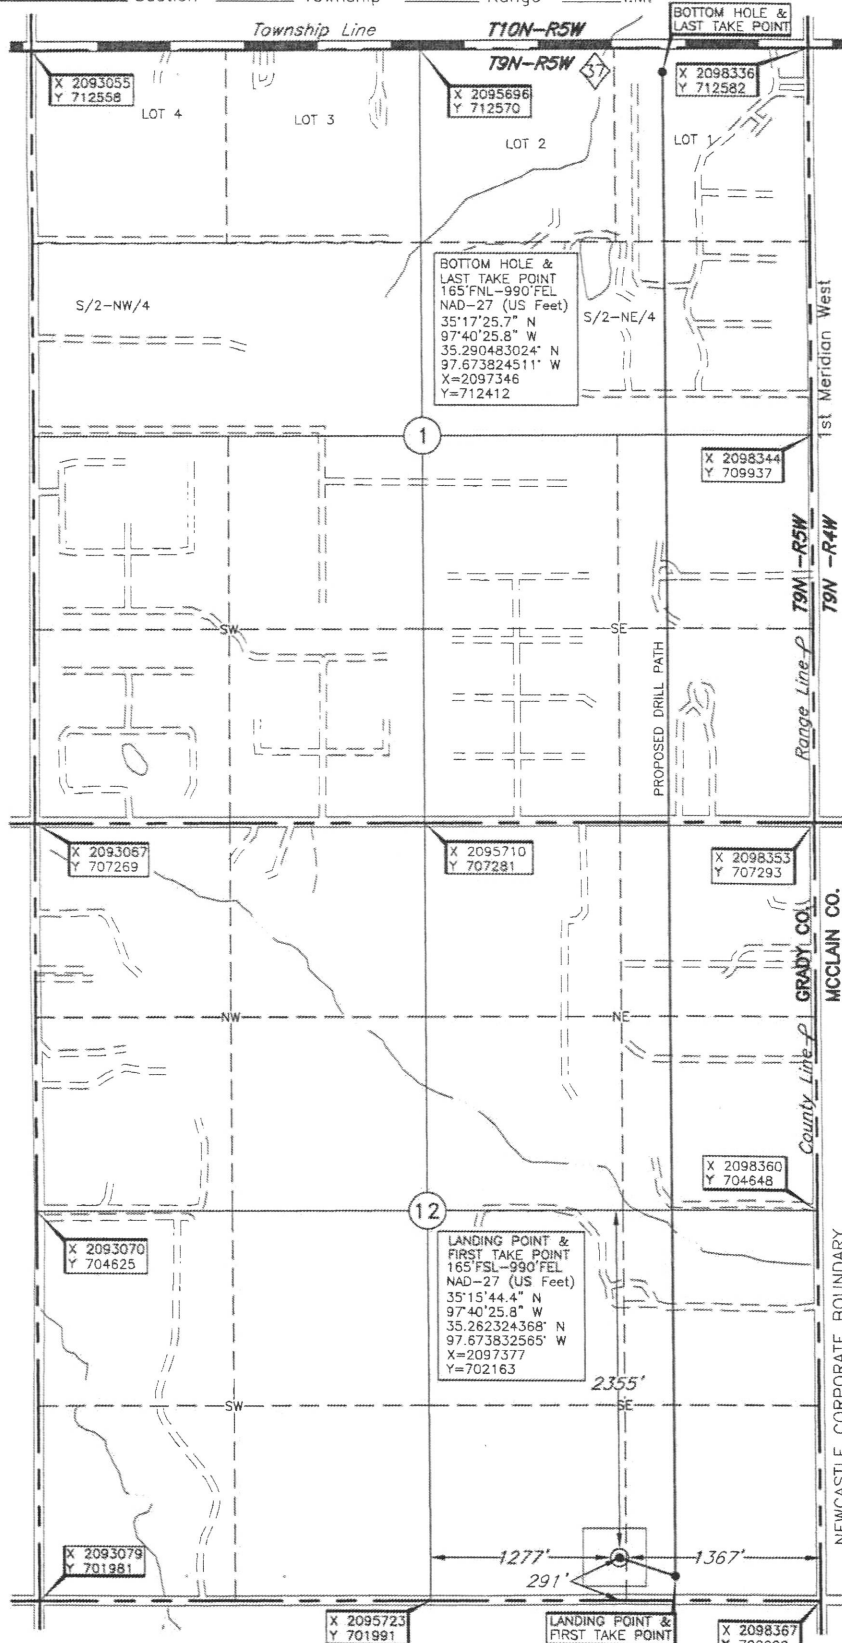 Section Township Range
Township Line
T10N-R5W
BOTTOM HOLE &
LAST TAKE POINT
T9N-R5W
37
X 2093055
Y 712558
X 2095696
Y 712570
X 2098336
Y 712582
LOT 4
LOT 3
LOT 2
LOT 1
BOTTOM HOLE &
LAST TAKE POINT
165'FNL-990'FEL
NAD-27 (US Feet)
35°17'25.7" N
97°40'25.8" W
35.290483024° N
97.673824511° W
X=2097346
Y=712412
S/2-NW/4
S/2-NE/4
1st Meridian West
1
X 2098344
Y 709937
T9N -R5W
T9N -R4W
SW
SE
PROPOSED DRILL PATH
Range Line
X 2093067
Y 707269
X 2095710
Y 707281
X 2098353
Y 707293
GRADY CO.
MCCLAIN CO.
NW
NE
County Line
X 2098360
Y 704648
12
X 2093070
Y 704625
LANDING POINT &
FIRST TAKE POINT
165'FSL-990'FEL
NAD-27 (US Feet)
35°15'44.4" N
97°40'25.8" W
35.262324368° N
97.673832565° W
X=2097377
Y=702163
NEWCASTLE CORPORATE BOUNDARY
2355'
SW
SE
X 2093079
Y 701981
1277'
1367'
291'
X 2095723
Y 701991
LANDING POINT &
FIRST TAKE POINT
X 2098367